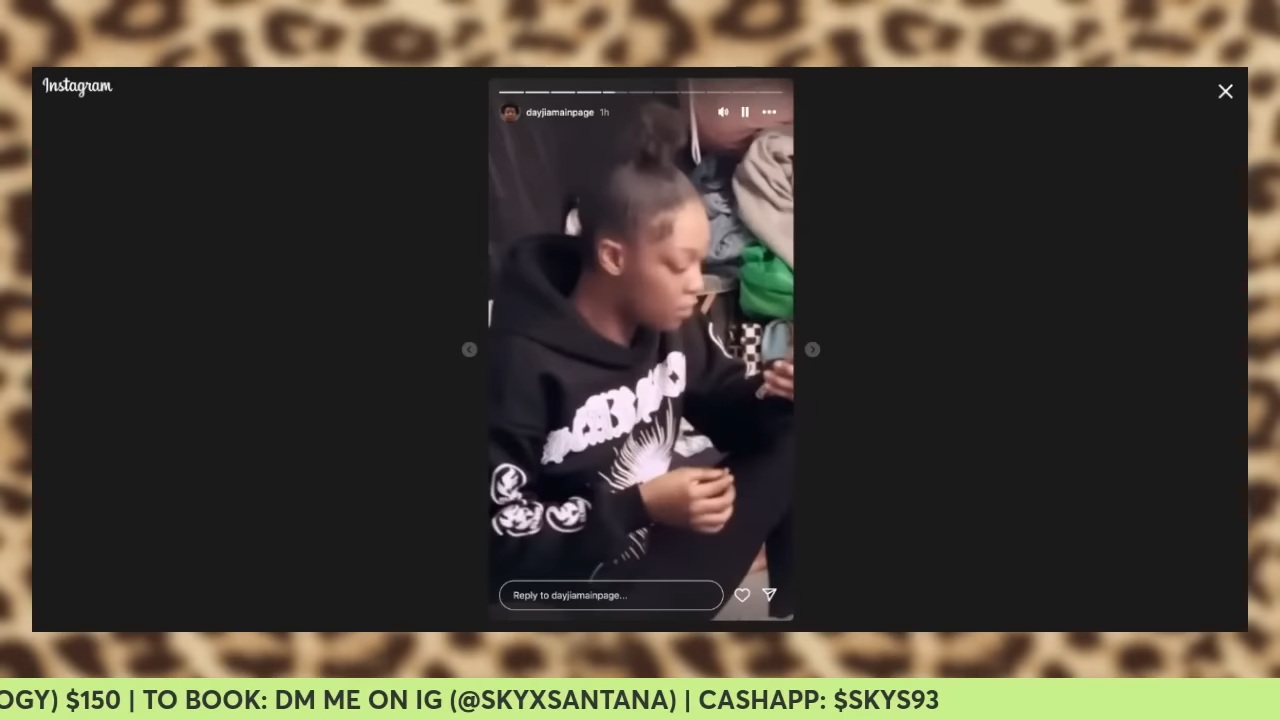 Instagram
dayjiamainpage 1h
Reply to dayjiamainpage...
OGY) $150 | TO BOOK: DM ME ON IG (@SKYXSANTANA) | CASHAPP: $SKYS93